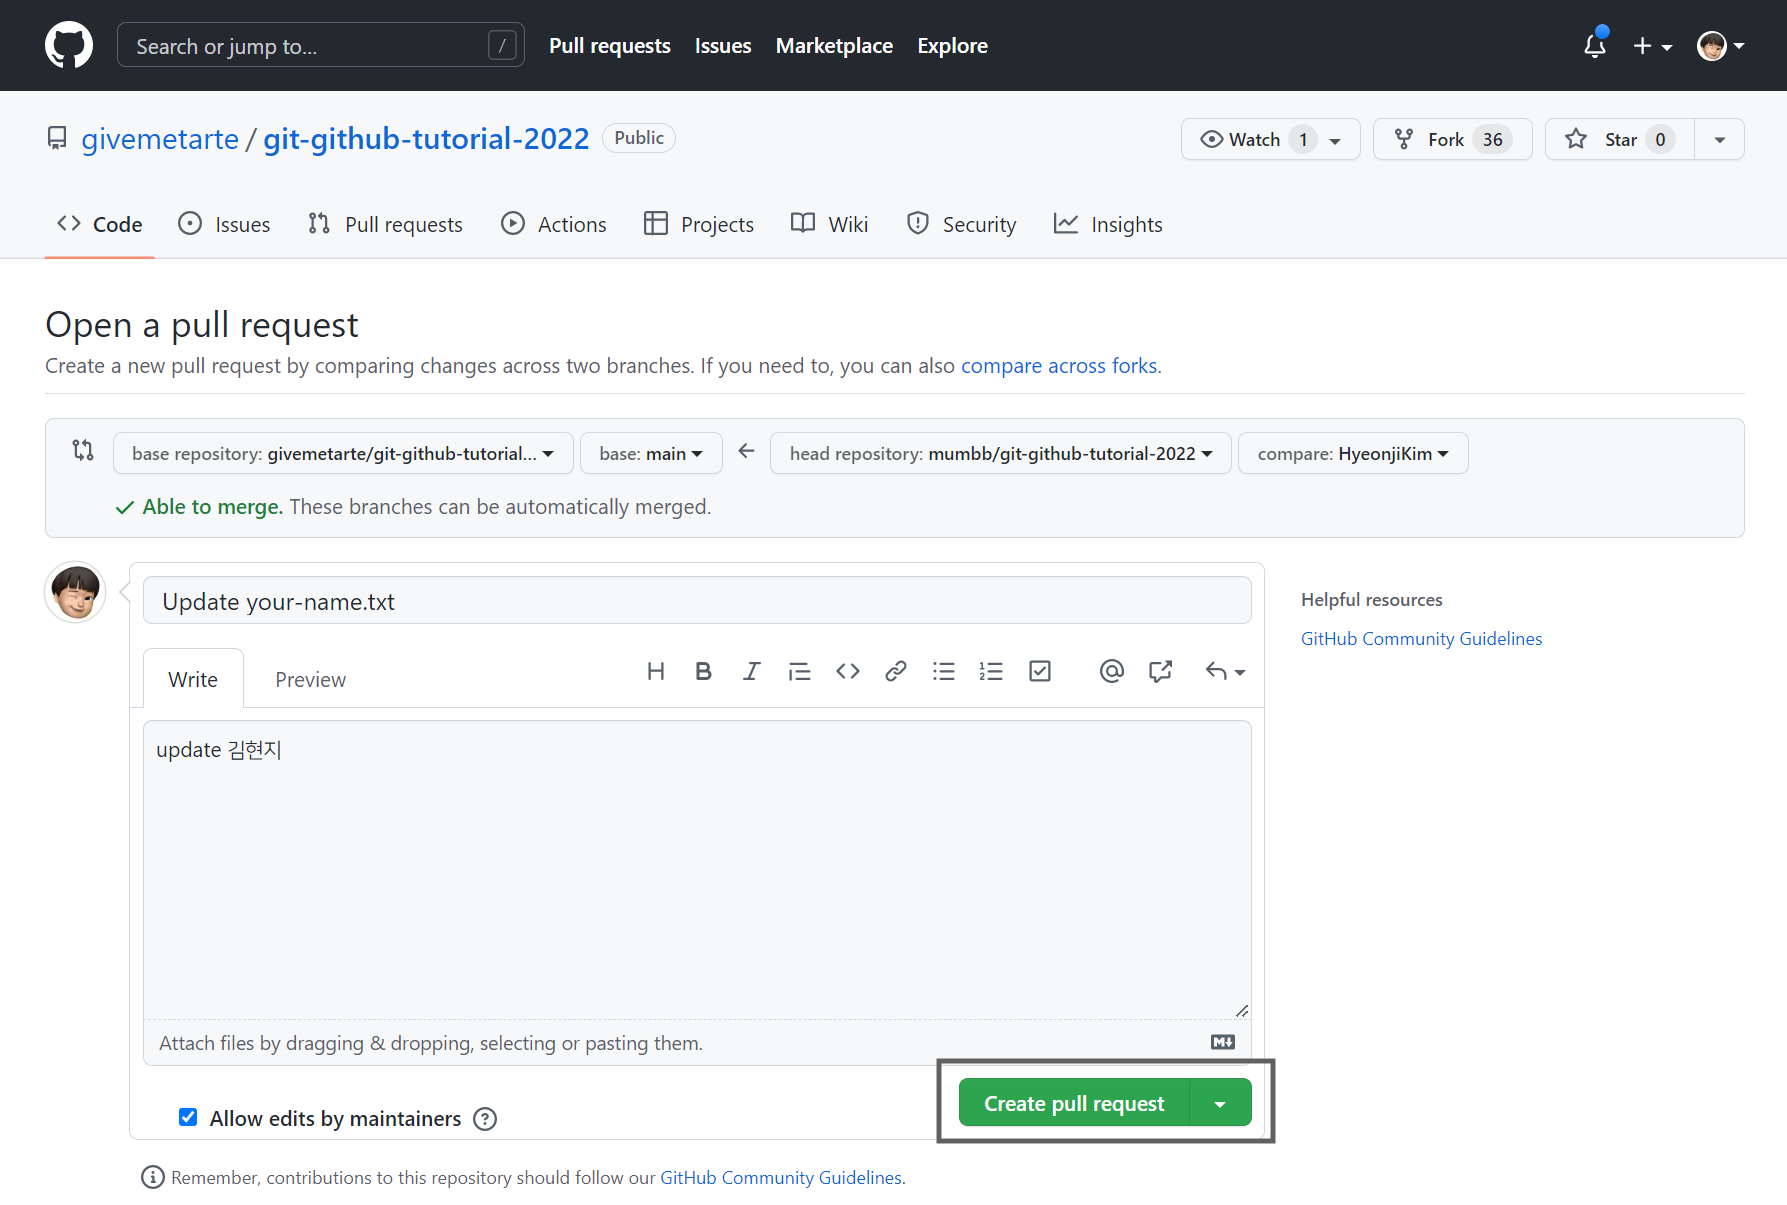 Search or jump to... /
Pull requests Issues Marketplace Explore
givemetarte / git-github-tutorial-2022 Public
Watch 1 Fork 36 Star 0
Code Issues Pull requests Actions Projects Wiki Security Insights
Open a pull request
Create a new pull request by comparing changes across two branches. If you need to, you can also compare across forks.
base repository: givemetarte/git-github-tutorial... base: main head repository: mumbb/git-github-tutorial-2022 compare: HyeonjiKim
Able to merge. These branches can be automatically merged.
Update your-name.txt
Write Preview
update 김현지
Attach files by dragging & dropping, selecting or pasting them.
Allow edits by maintainers
Create pull request
Remember, contributions to this repository should follow our GitHub Community Guidelines.
Helpful resources
GitHub Community Guidelines